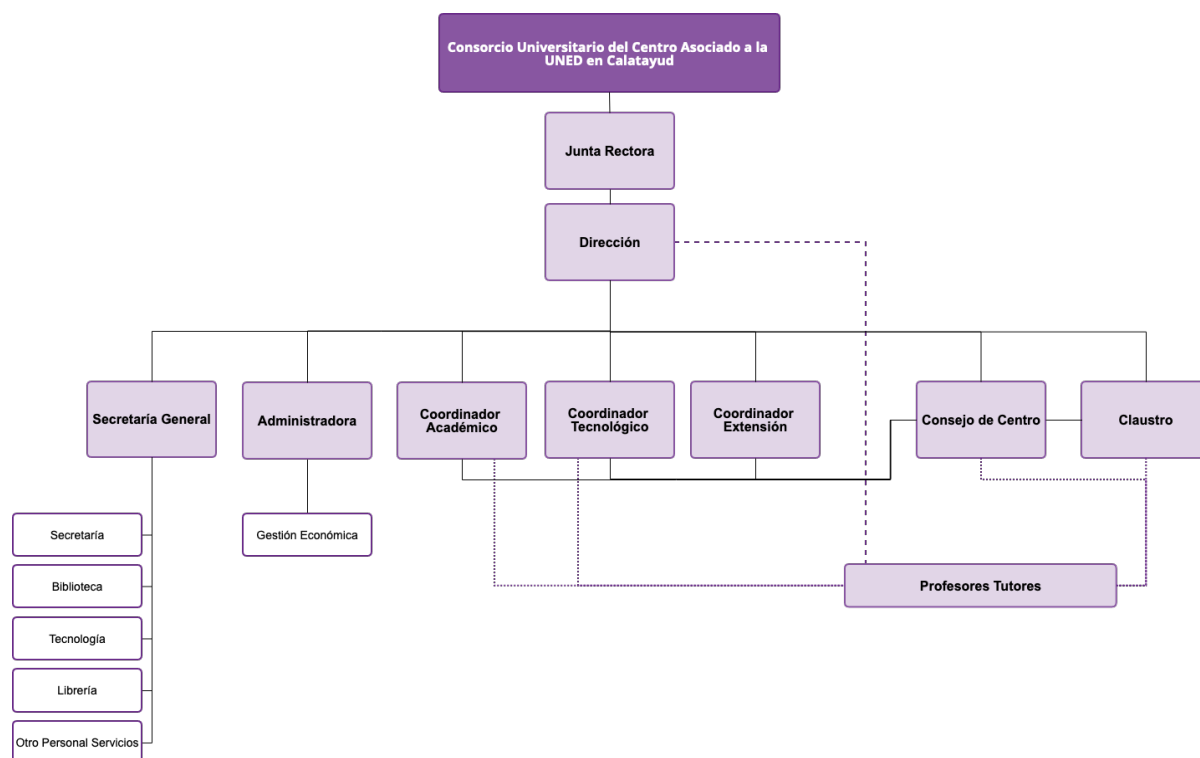 Consorcio Universitario del Centro Asociado a la
UNED en Calatayud
Junta Rectora
Dirección
Secretaría General
Administradora
Coordinador
Académico
Coordinador
Tecnológico
Coordinador
Extensión
Consejo de Centro
Claustro
Secretaría
Gestión Económica
Biblioteca
Profesores Tutores
Tecnología
Librería
Otro Personal Servicios